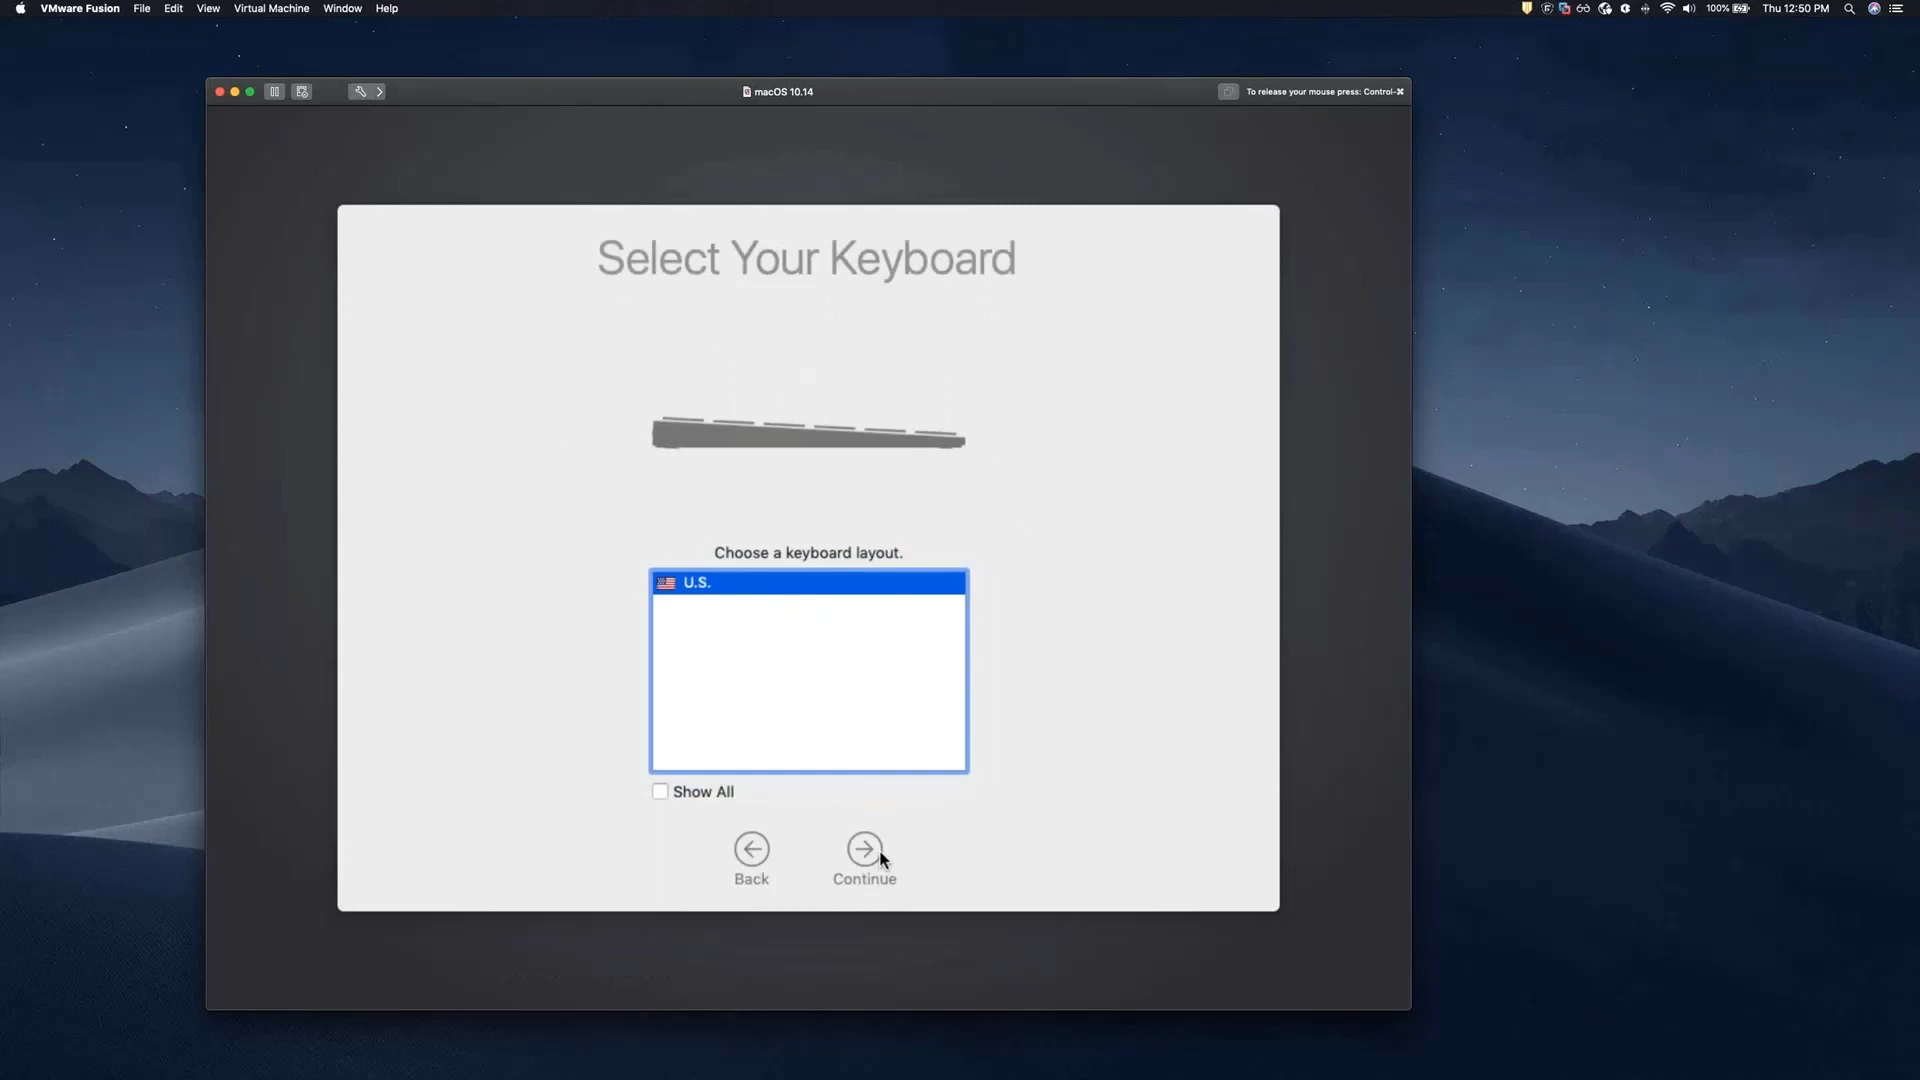 VMware Fusion File Edit View Virtual Machine Window Help 100% Thu 12:50 PM
macOS 10.14 To release your mouse press: Control-⌘
Select Your Keyboard
Choose a keyboard layout.
U.S.
Show All
Back Continue